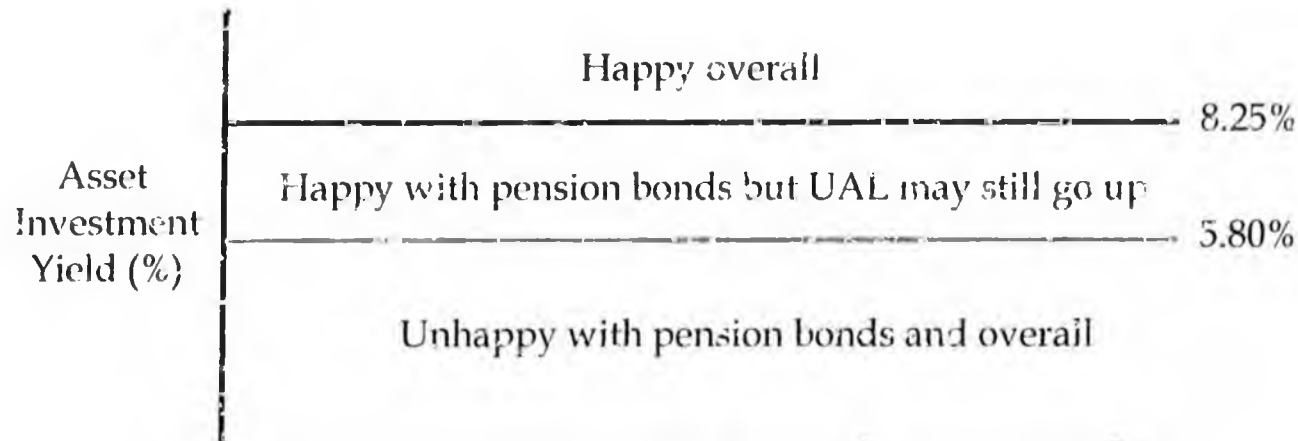 Happy overall
8.25%
Asset
Investment
Yield (%)
Happy with pension bonds but UAL may still go up
5.80%
Unhappy with pension bonds and overall